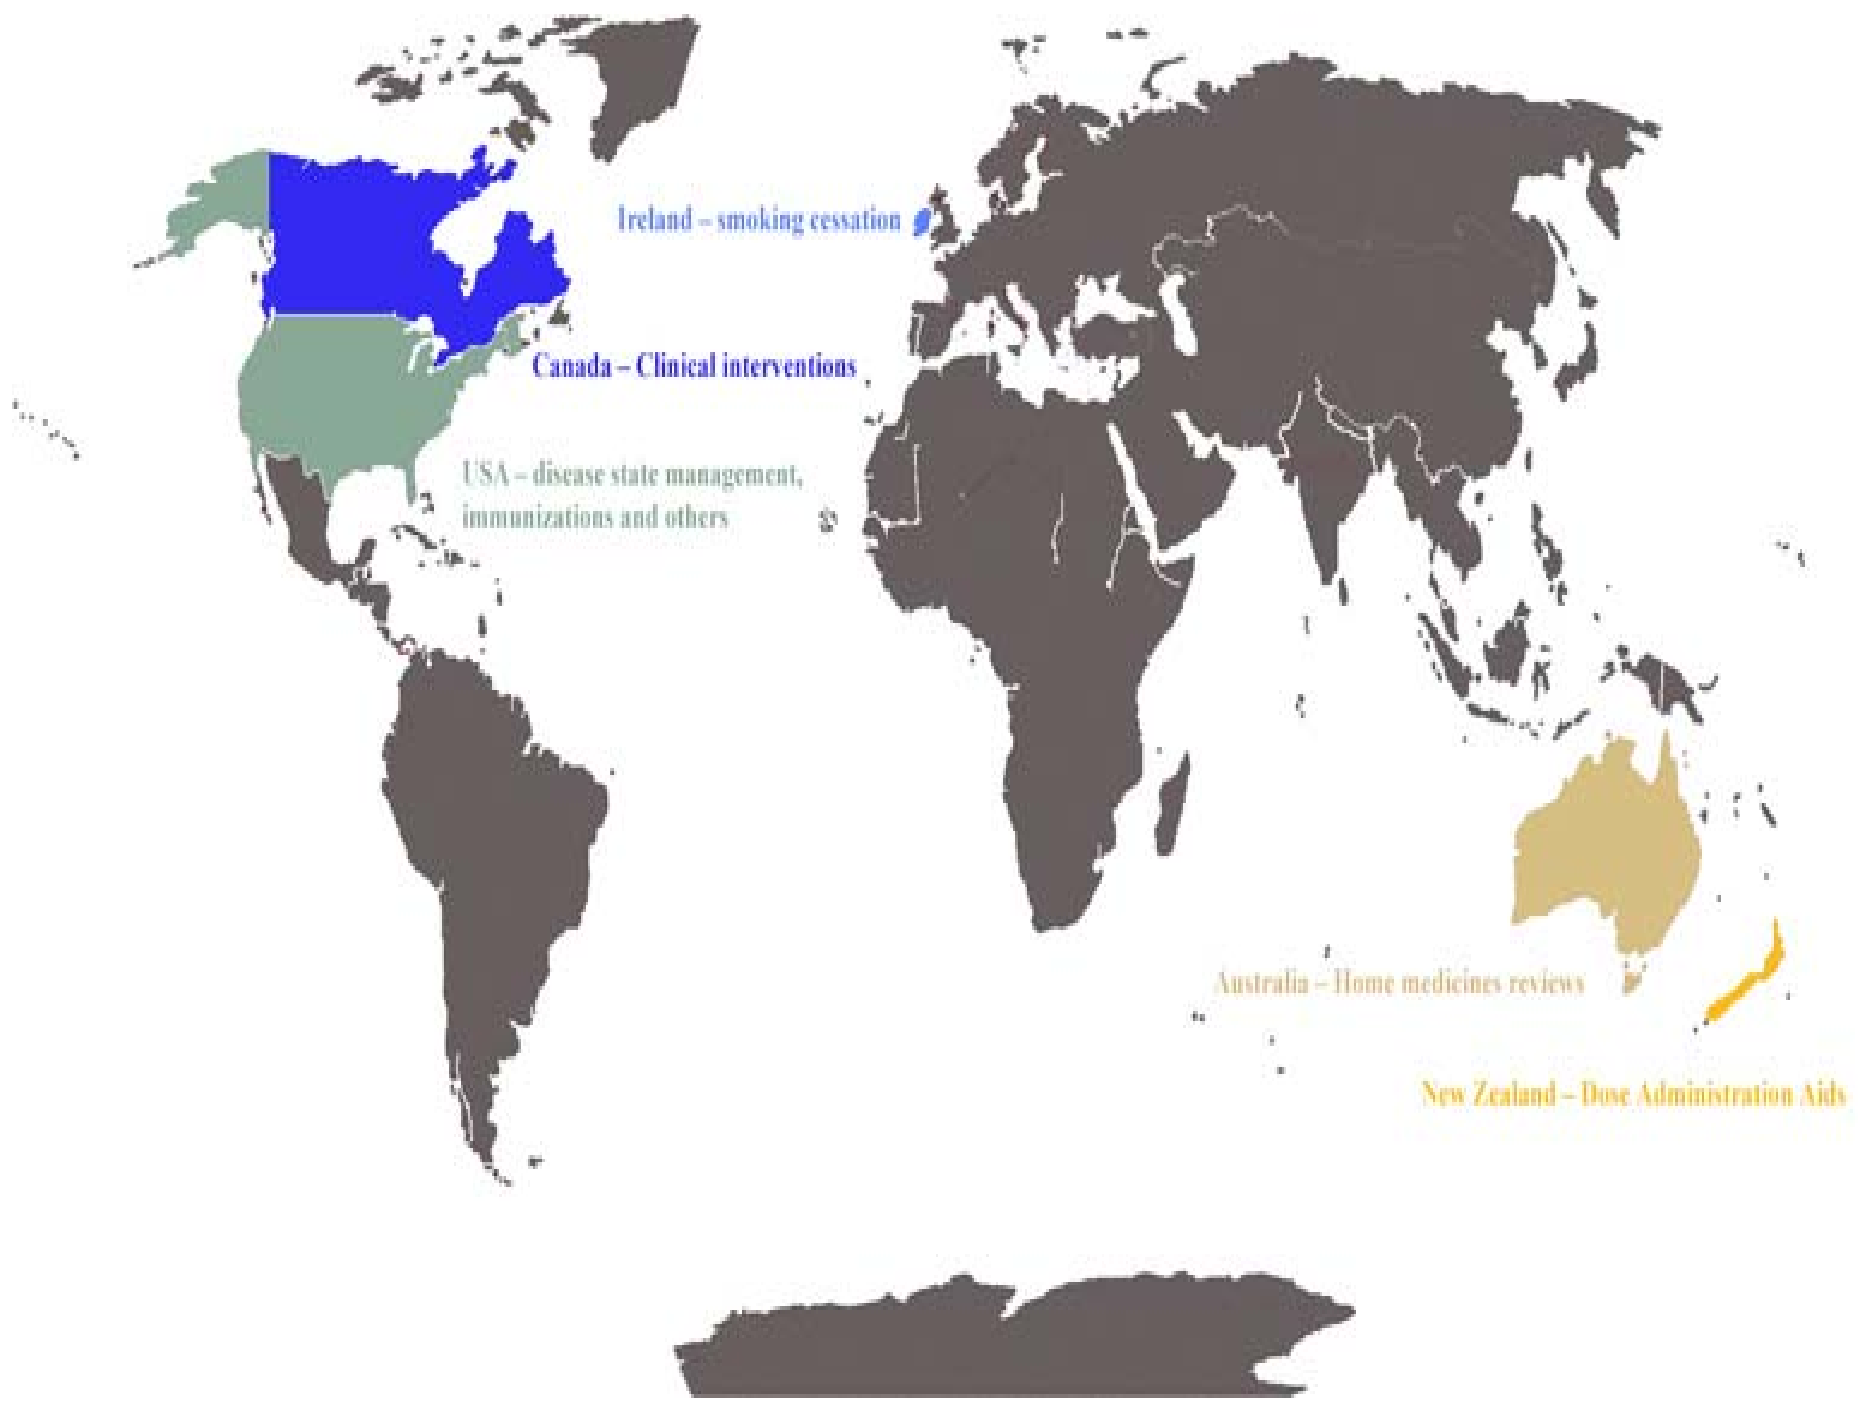 Ireland – smoking cessation
Canada – Clinical interventions
USA – disease state management,
immunizations and others
Australia – Home medicines reviews
New Zealand – Dose Administration Aids